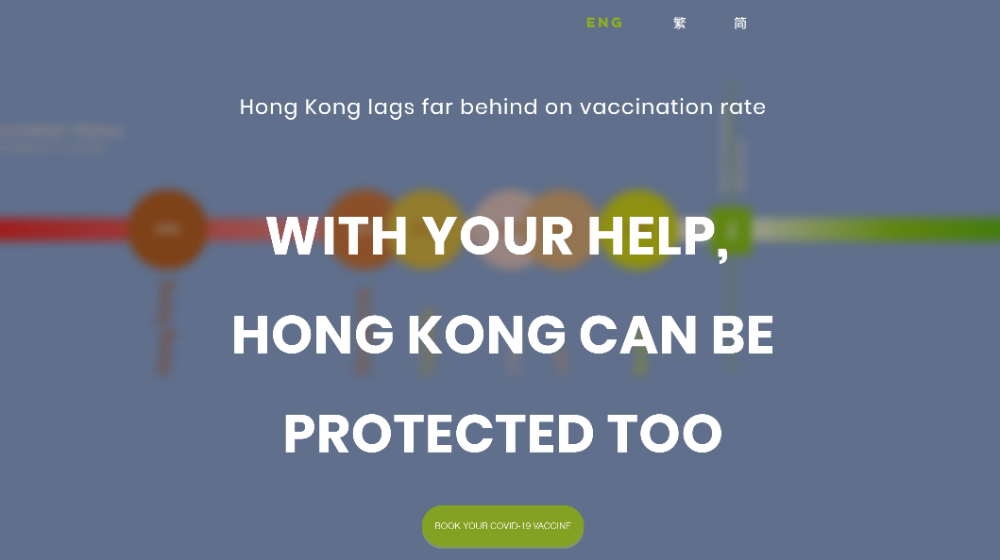 ENG 繁 简
Hong Kong lags far behind on vaccination rate
WITH YOUR HELP,
HONG KONG CAN BE
PROTECTED TOO
BOOK YOUR COVID-19 VACCINE